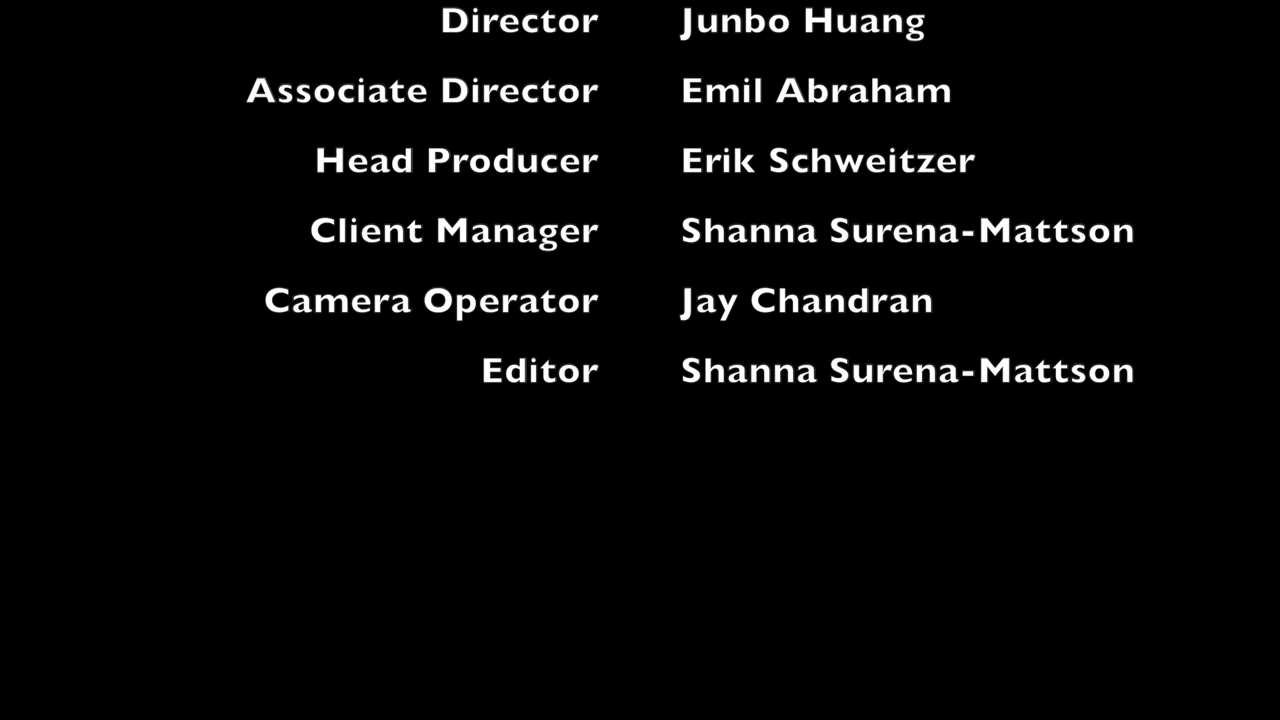 Director Junbo Huang
Associate Director Emil Abraham
Head Producer Erik Schweitzer
Client Manager Shanna Surena-Mattson
Camera Operator Jay Chandran
Editor Shanna Surena-Mattson